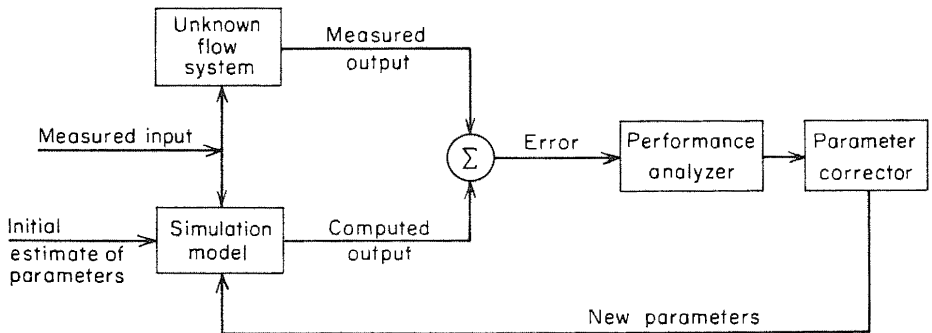 Unknown
flow
system
Measured
output
Measured input
Σ
Error
Performance
analyzer
Parameter
corrector
Initial
estimate of
parameters
Simulation
model
Computed
output
New parameters